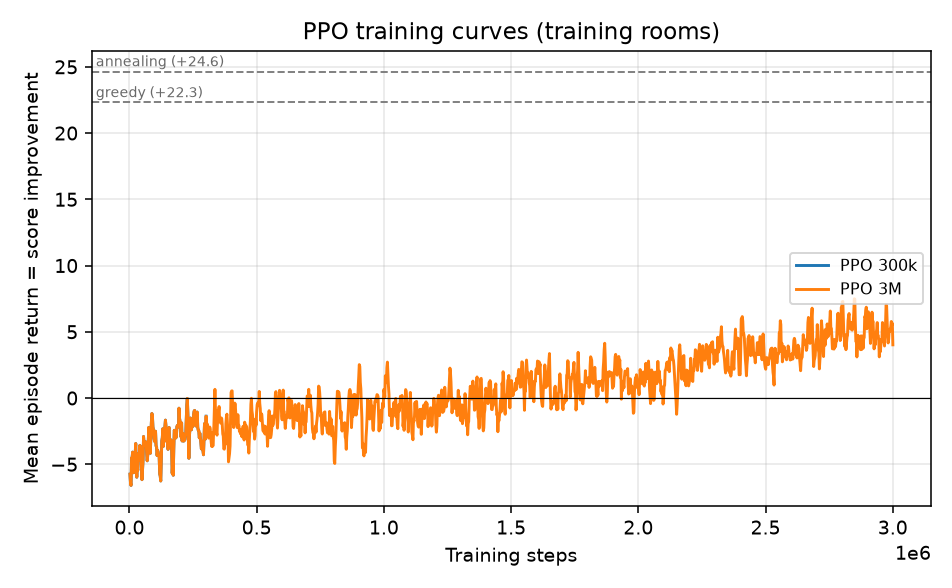 PPO training curves (training rooms)
Mean episode return = score improvement
25
20
15
10
5
0
−5
annealing (+24.6)
greedy (+22.3)
PPO 300k
PPO 3M
0.0 0.5 1.0 1.5 2.0 2.5 3.0
1e6
Training steps